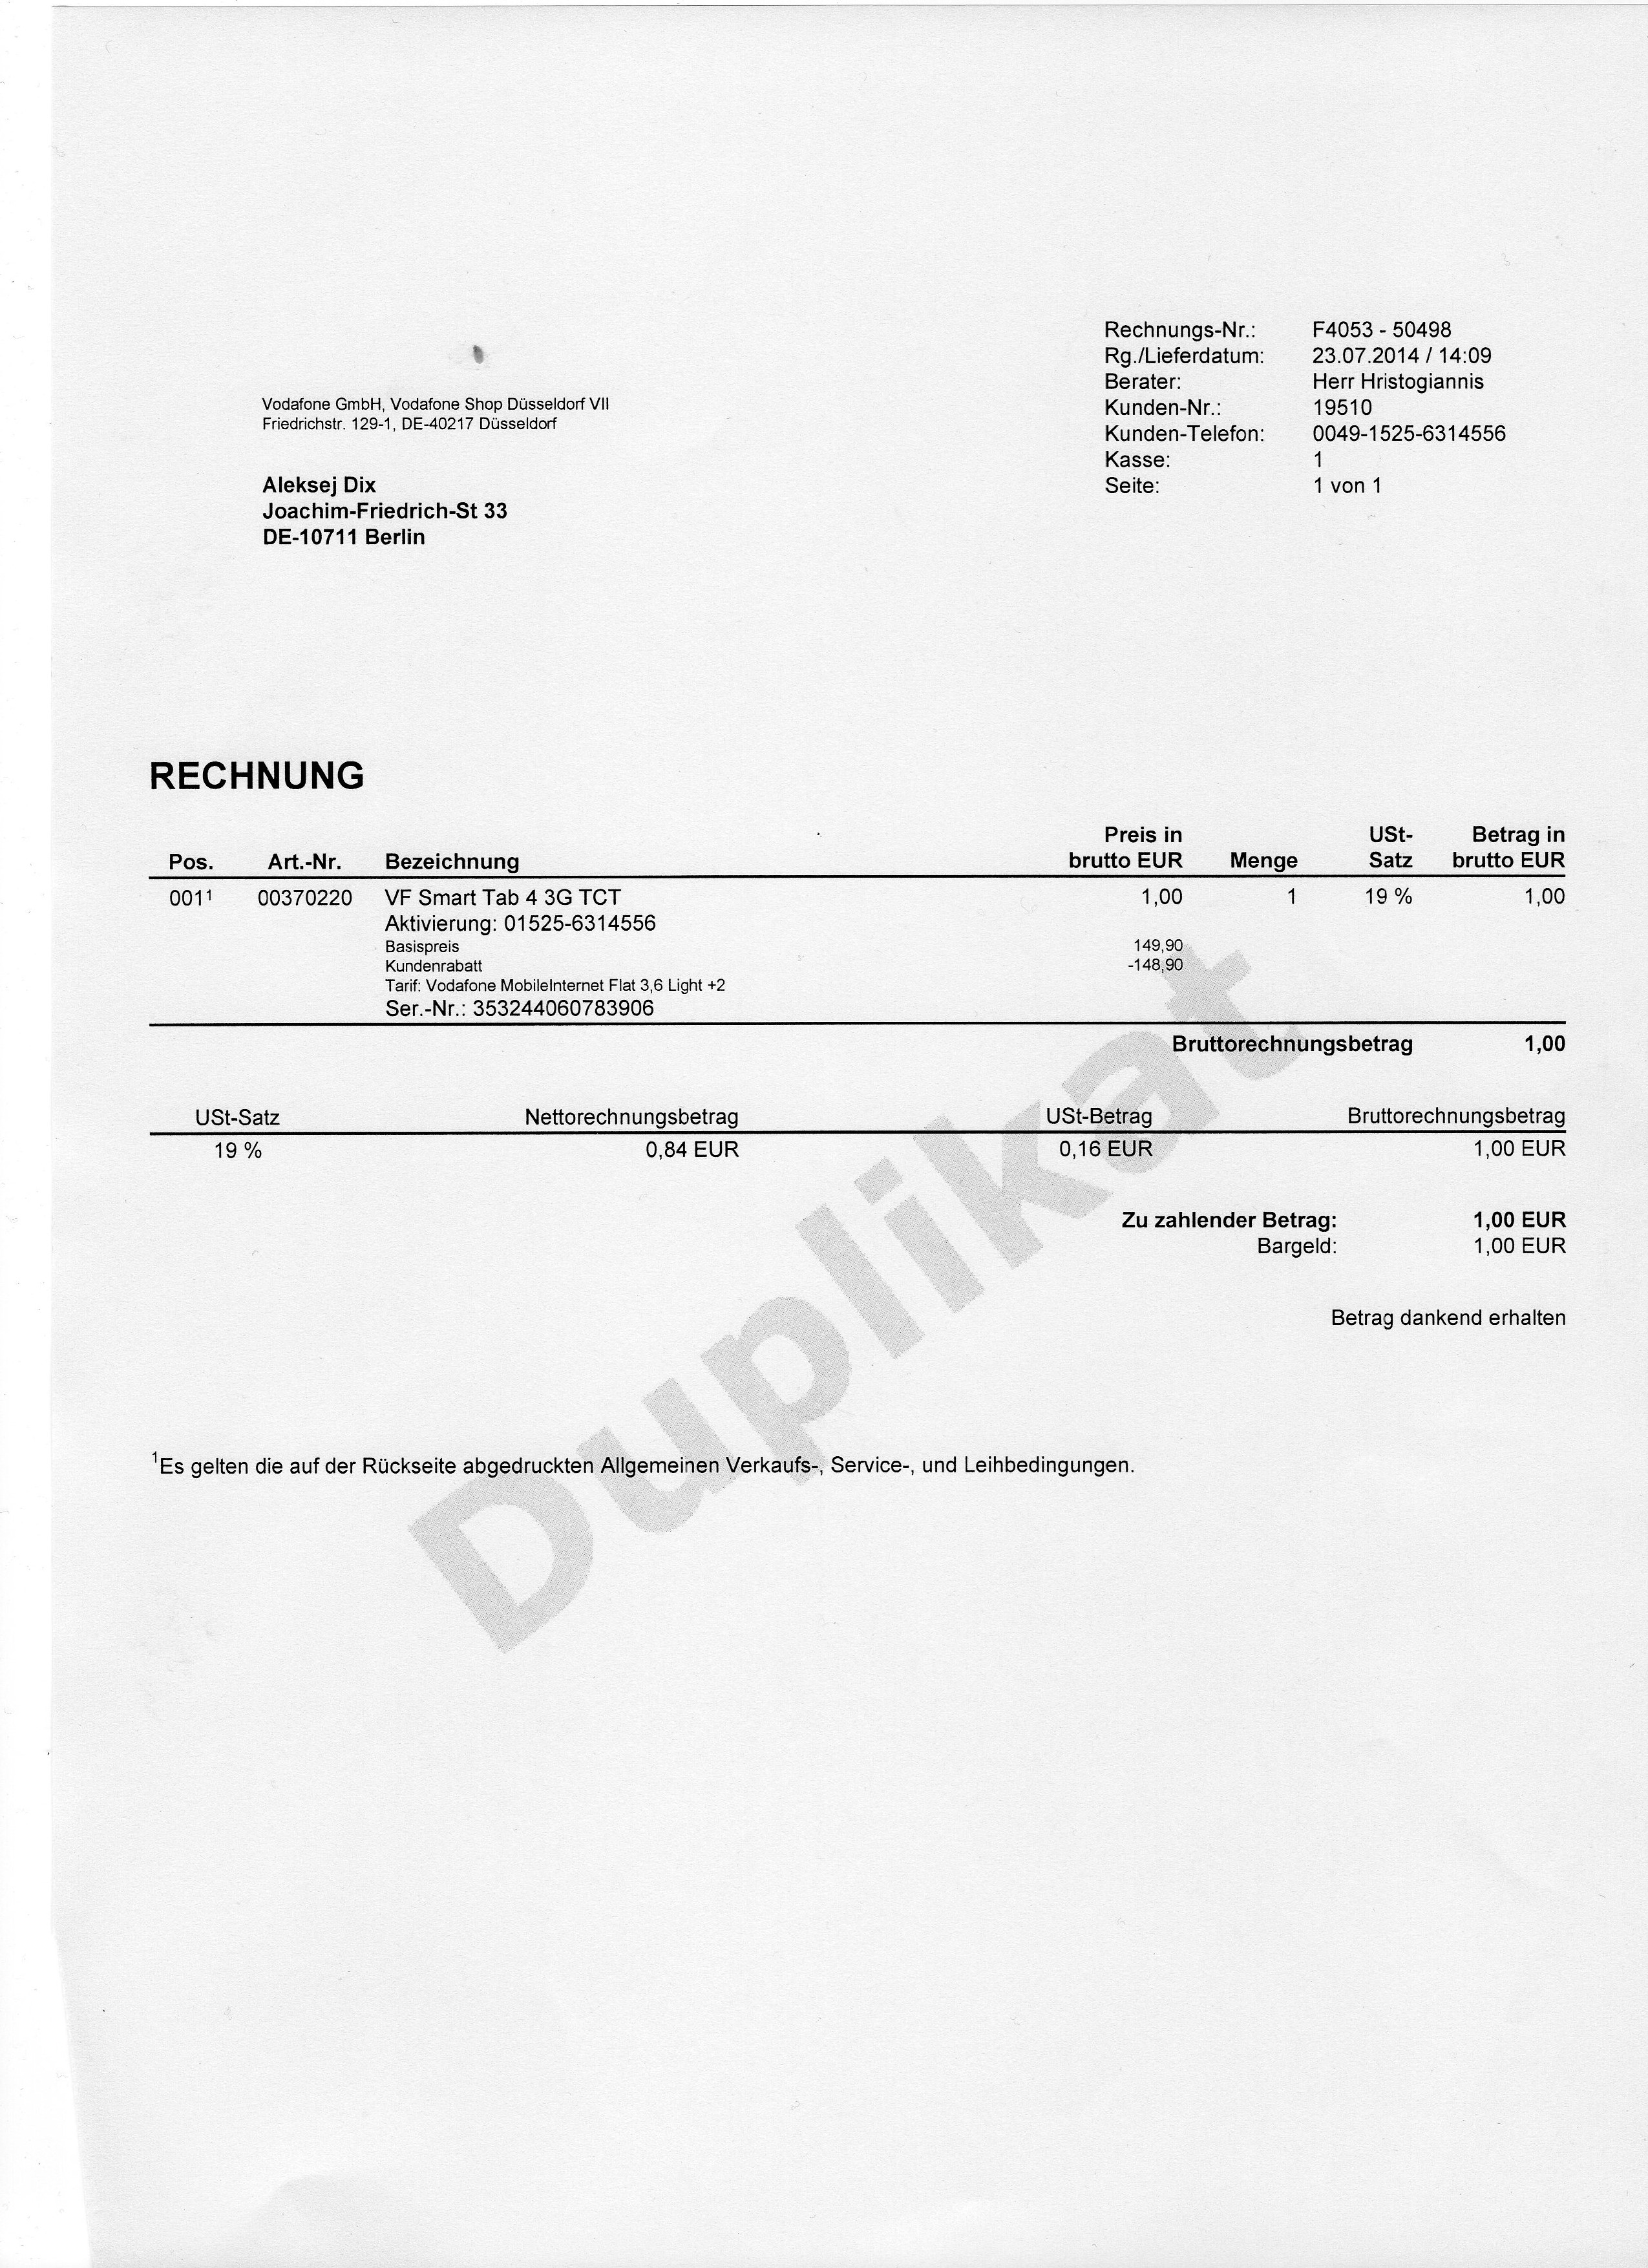 Rechnungs-Nr.: F4053 - 50498
Rg./Lieferdatum: 23.07.2014 / 14:09
Berater: Herr Hristogiannis
Kunden-Nr.: 19510
Kunden-Telefon: 0049-1525-6314556
Kasse: 1
Seite: 1 von 1
Vodafone GmbH, Vodafone Shop Düsseldorf VII
Friedrichstr. 129-1, DE-40217 Düsseldorf
Aleksej Dix
Joachim-Friedrich-St 33
DE-10711 Berlin
RECHNUNG
Preis in USt- Betrag in
Pos. Art.-Nr. Bezeichnung brutto EUR Menge Satz brutto EUR
001¹ 00370220 VF Smart Tab 4 3G TCT 1,00 1 19 % 1,00
Aktivierung: 01525-6314556
Basispreis 149,90
Kundenrabatt -148,90
Tarif: Vodafone MobileInternet Flat 3,6 Light +2
Ser.-Nr.: 353244060783906
Bruttorechnungsbetrag 1,00
USt-Satz Nettorechnungsbetrag USt-Betrag Bruttorechnungsbetrag
19 % 0,84 EUR 0,16 EUR 1,00 EUR
Zu zahlender Betrag: 1,00 EUR
Bargeld: 1,00 EUR
Betrag dankend erhalten
¹Es gelten die auf der Rückseite abgedruckten Allgemeinen Verkaufs-, Service-, und Leihbedingungen.
Duplikat